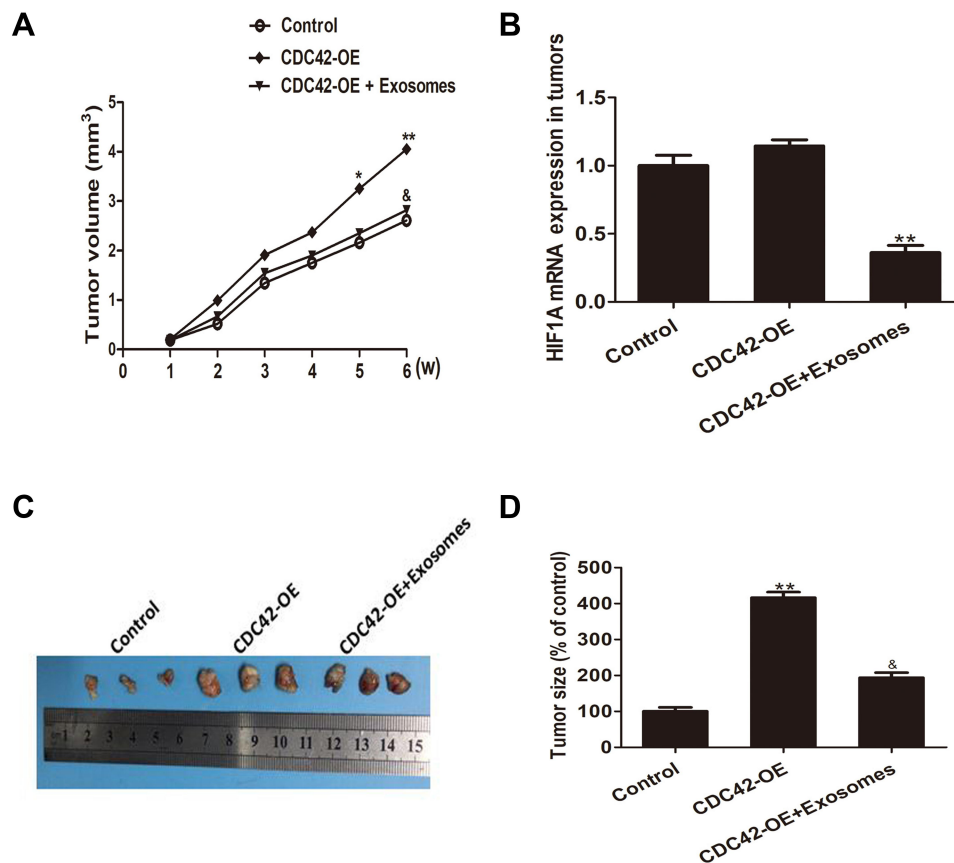 A
Control
CDC42-OE
CDC42-OE + Exosomes
Tumor volume (mm³)
5
4
3
2
1
0
0 1 2 3 4 5 6 (w)
*
**
&
B
HIF1A mRNA expression in tumors
1.5
1.0
0.5
0.0
**
Control
CDC42-OE
CDC42-OE+Exosomes
C
Control
CDC42-OE
CDC42-OE+Exosomes
1 2 3 4 5 6 7 8 9 10 11 12 13 14 15
D
Tumor size (% of control)
500
400
300
200
100
0
**
&
Control
CDC42-OE
CDC42-OE+Exosomes